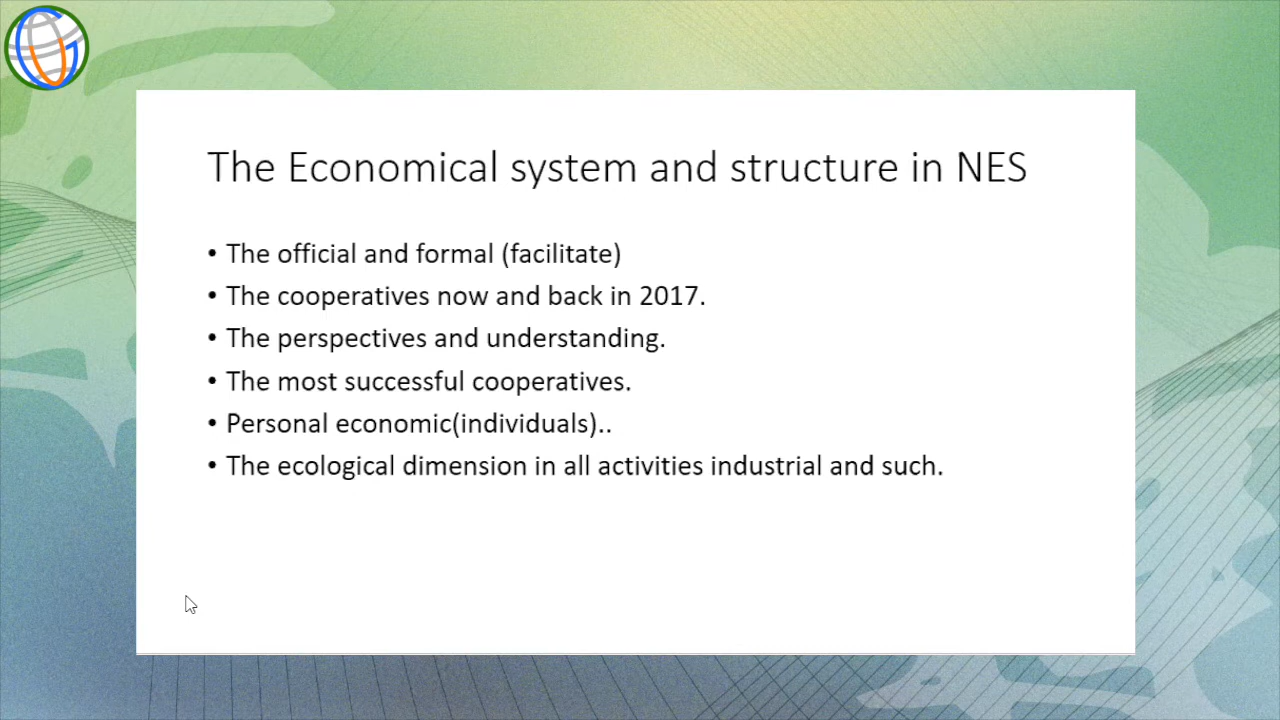 The Economical system and structure in NES
• The official and formal (facilitate)
• The cooperatives now and back in 2017.
• The perspectives and understanding.
• The most successful cooperatives.
• Personal economic(individuals)..
• The ecological dimension in all activities industrial and such.